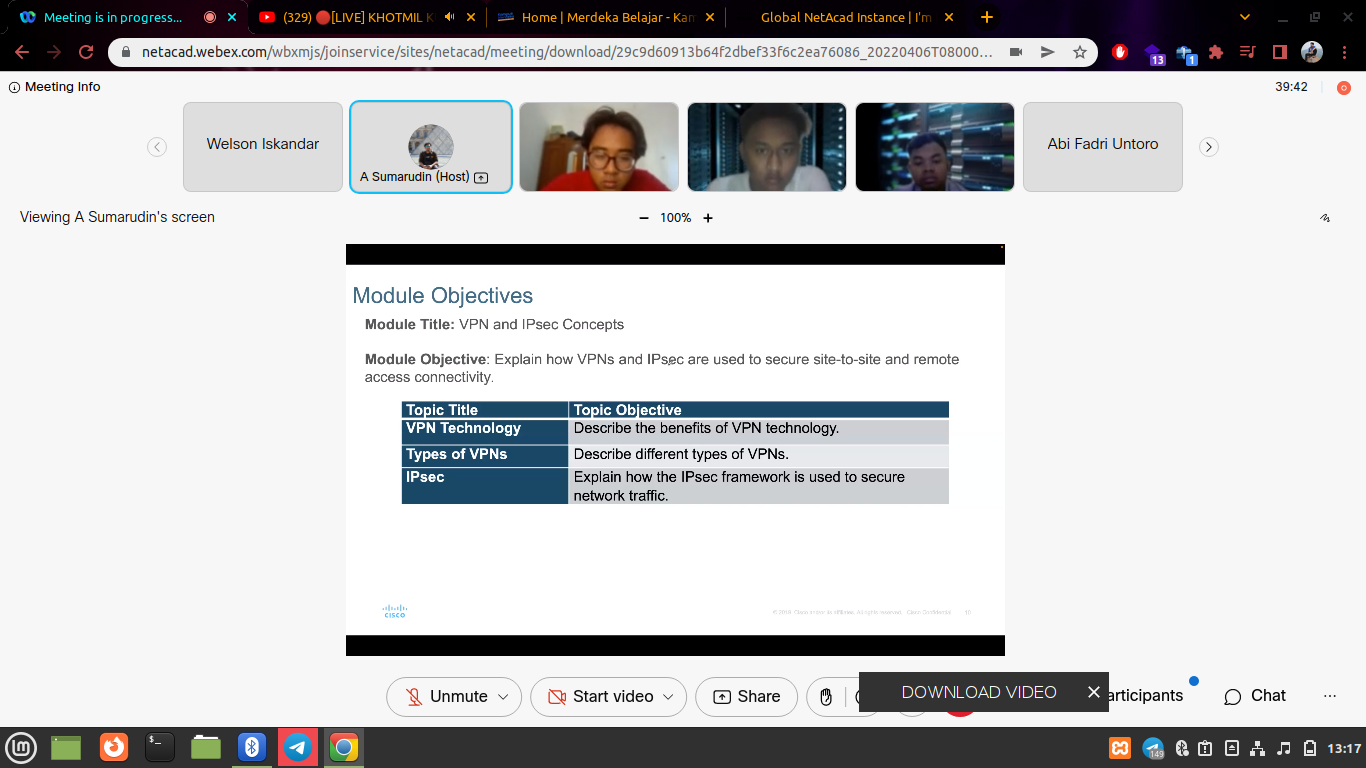 Meeting is in progress...
(329) 🔴[LIVE] KHOTMIL K
Home | Merdeka Belajar - Kam
Global NetAcad Instance | I'm
netacad.webex.com/wbxmjs/joinservice/sites/netacad/meeting/download/29c9d60913b64f2dbef33f6c2ea76086_20220406T08000...
13
1
Meeting Info
39:42
Welson Iskandar
A Sumarudin (Host)
Abi Fadri Untoro
Viewing A Sumarudin's screen
100%
Module Objectives
Module Title: VPN and IPsec Concepts
Module Objective: Explain how VPNs and IPsec are used to secure site-to-site and remote
access connectivity.
Topic Title Topic Objective
VPN Technology Describe the benefits of VPN technology.
Types of VPNs Describe different types of VPNs.
IPsec Explain how the IPsec framework is used to secure
network traffic.
CISCO
Unmute
Start video
Share
DOWNLOAD VIDEO
articipants
Chat
149
13:17